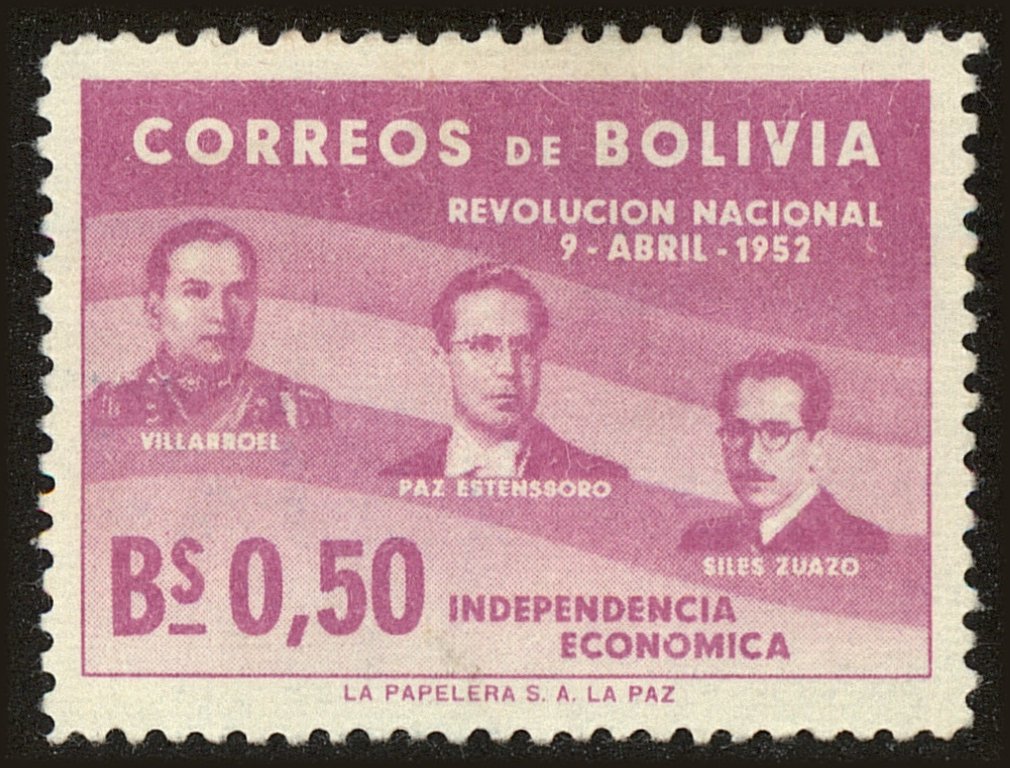 CORREOS DE BOLIVIA
REVOLUCION NACIONAL
9 - ABRIL - 1952
VILLARROEL
PAZ ESTENSSORO
SILES ZUAZO
Bs 0,50
INDEPENDENCIA
ECONOMICA
LA PAPELERA S. A. LA PAZ